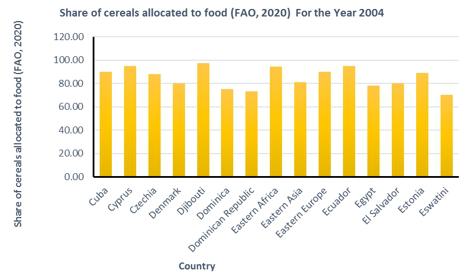 Share of cereals allocated to food (FAO, 2020) For the Year 2004
Share of cereals allocated to food (FAO, 2020)
120.00
100.00
80.00
60.00
40.00
20.00
0.00
Cuba
Cyprus
Czechia
Denmark
Djibouti
Dominica
Dominican Republic
Eastern Africa
Eastern Asia
Eastern Europe
Ecuador
Egypt
El Salvador
Estonia
Eswatini
Country